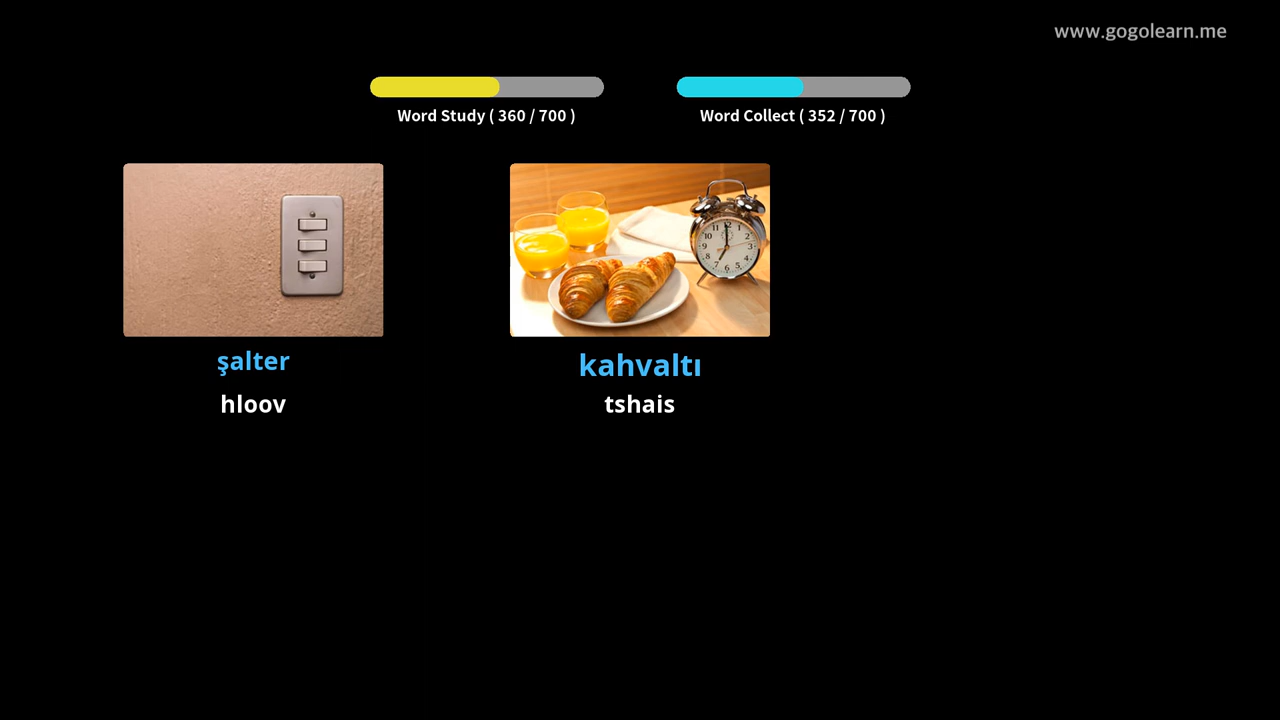 www.gogolearn.me
Word Study ( 360 / 700 )
Word Collect ( 352 / 700 )
şalter
hloov
kahvaltı
tshais